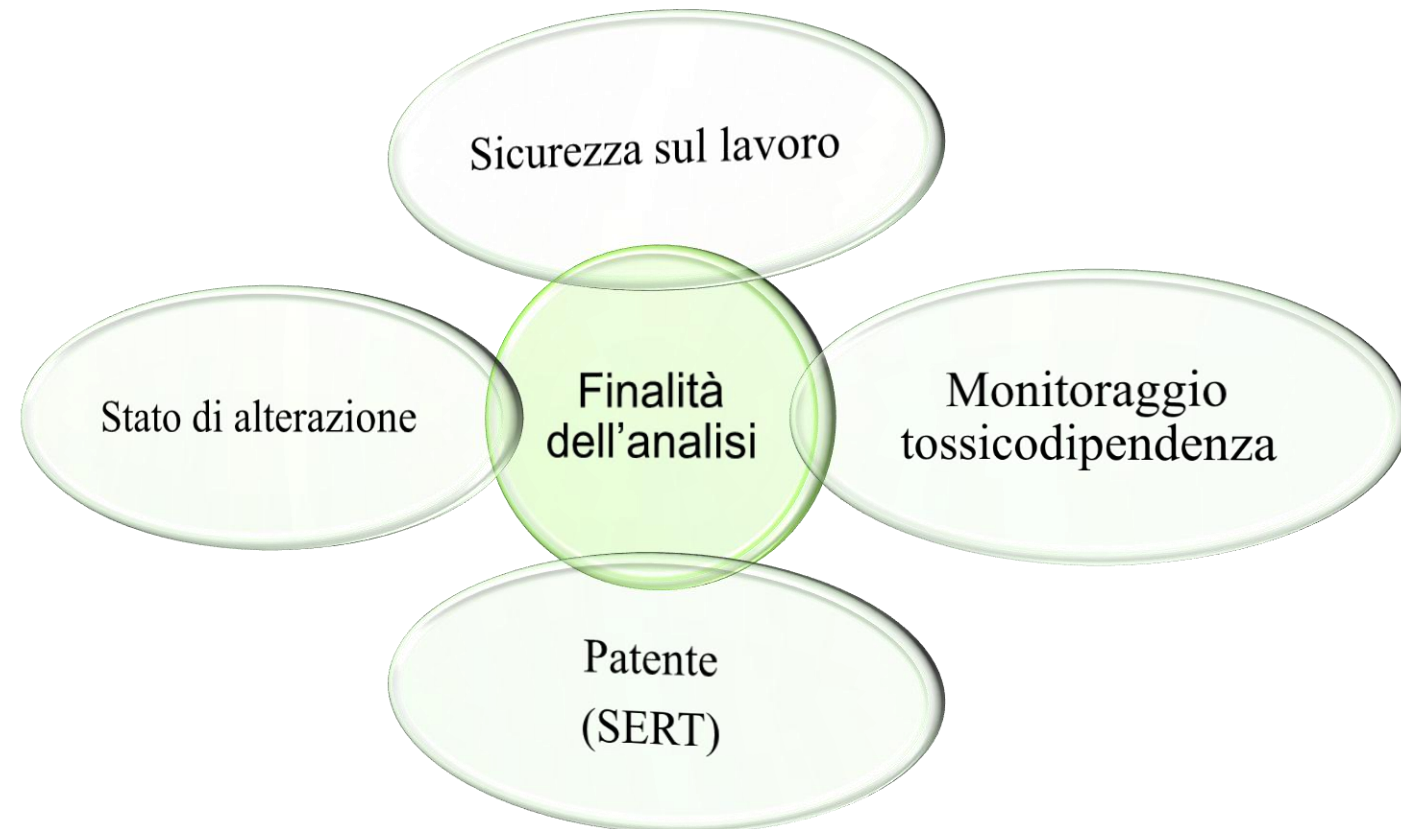 Sicurezza sul lavoro
Stato di alterazione
Finalità
dell’analisi
Monitoraggio
tossicodipendenza
Patente
(SERT)